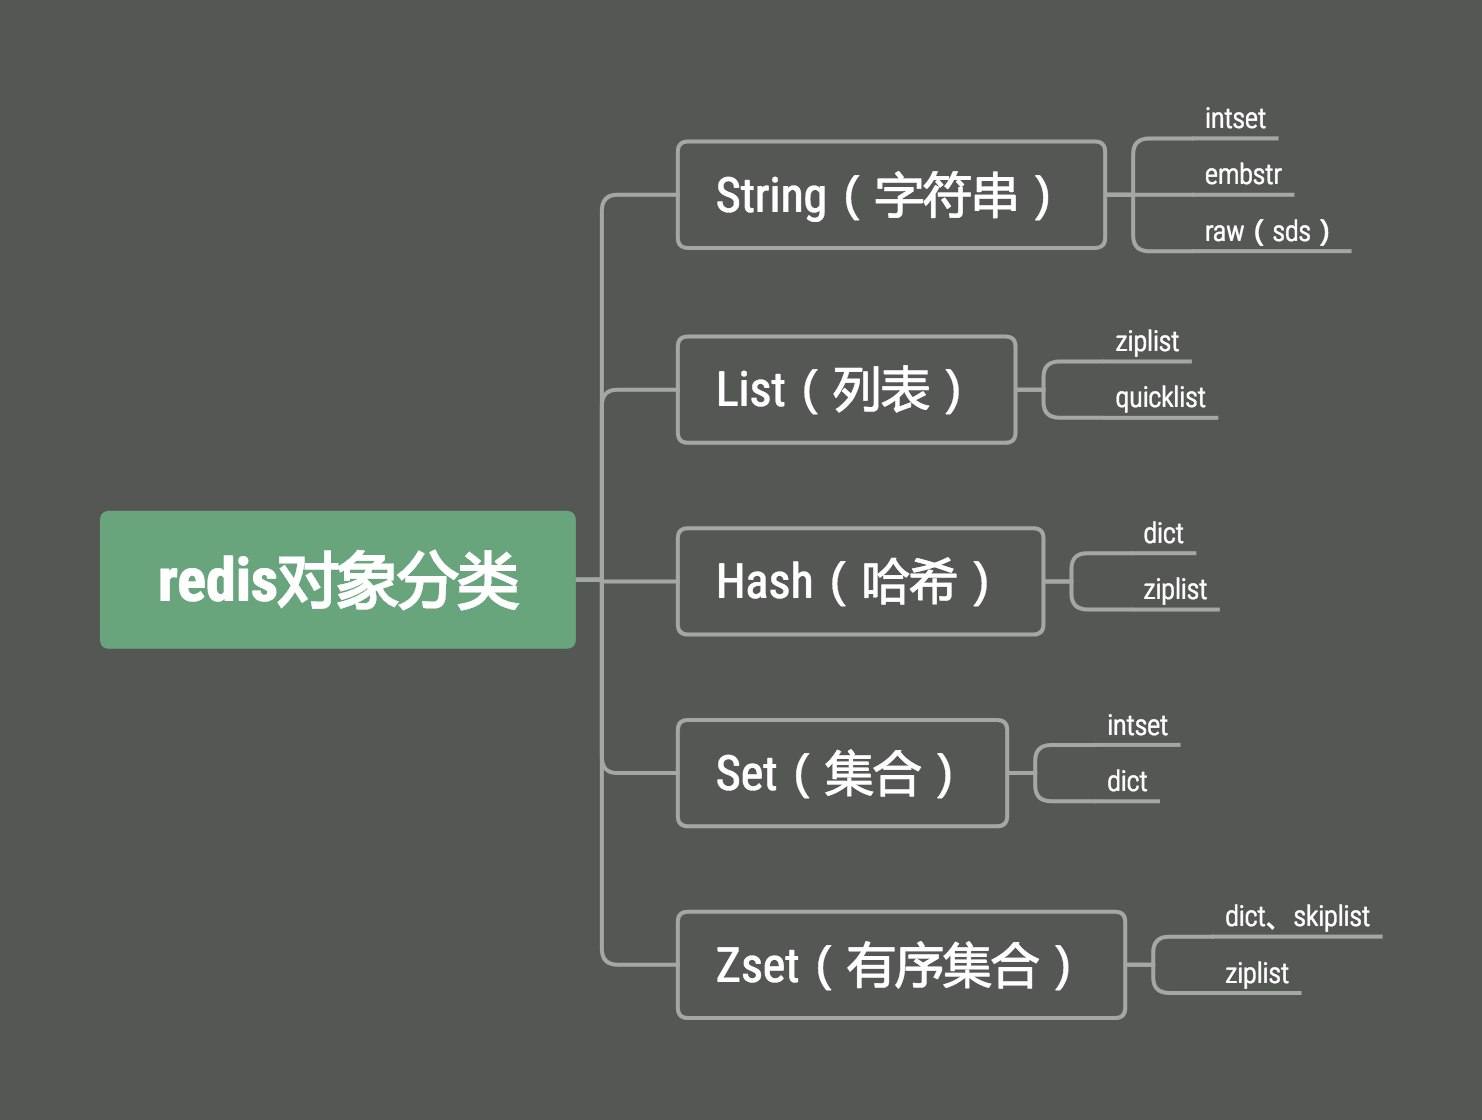 redis对象分类
String（字符串）
intset
embstr
raw（sds）
List（列表）
ziplist
quicklist
Hash（哈希）
dict
ziplist
Set（集合）
intset
dict
Zset（有序集合）
dict、skiplist
ziplist